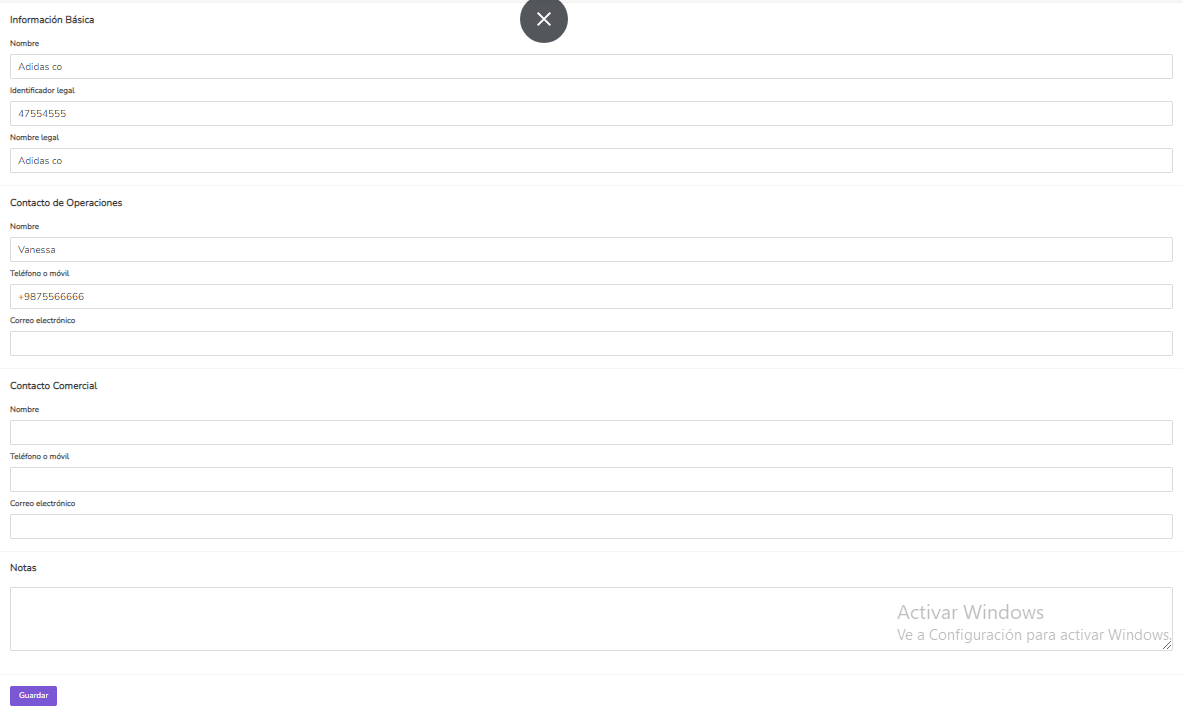 Información Básica
Nombre
Adidas co
Identificador legal
47554555
Nombre legal
Adidas co
Contacto de Operaciones
Nombre
Vanessa
Teléfono o móvil
+9875566666
Correo electrónico
Contacto Comercial
Nombre
Teléfono o móvil
Correo electrónico
Notas
Activar Windows
Ve a Configuración para activar Windows.
Guardar